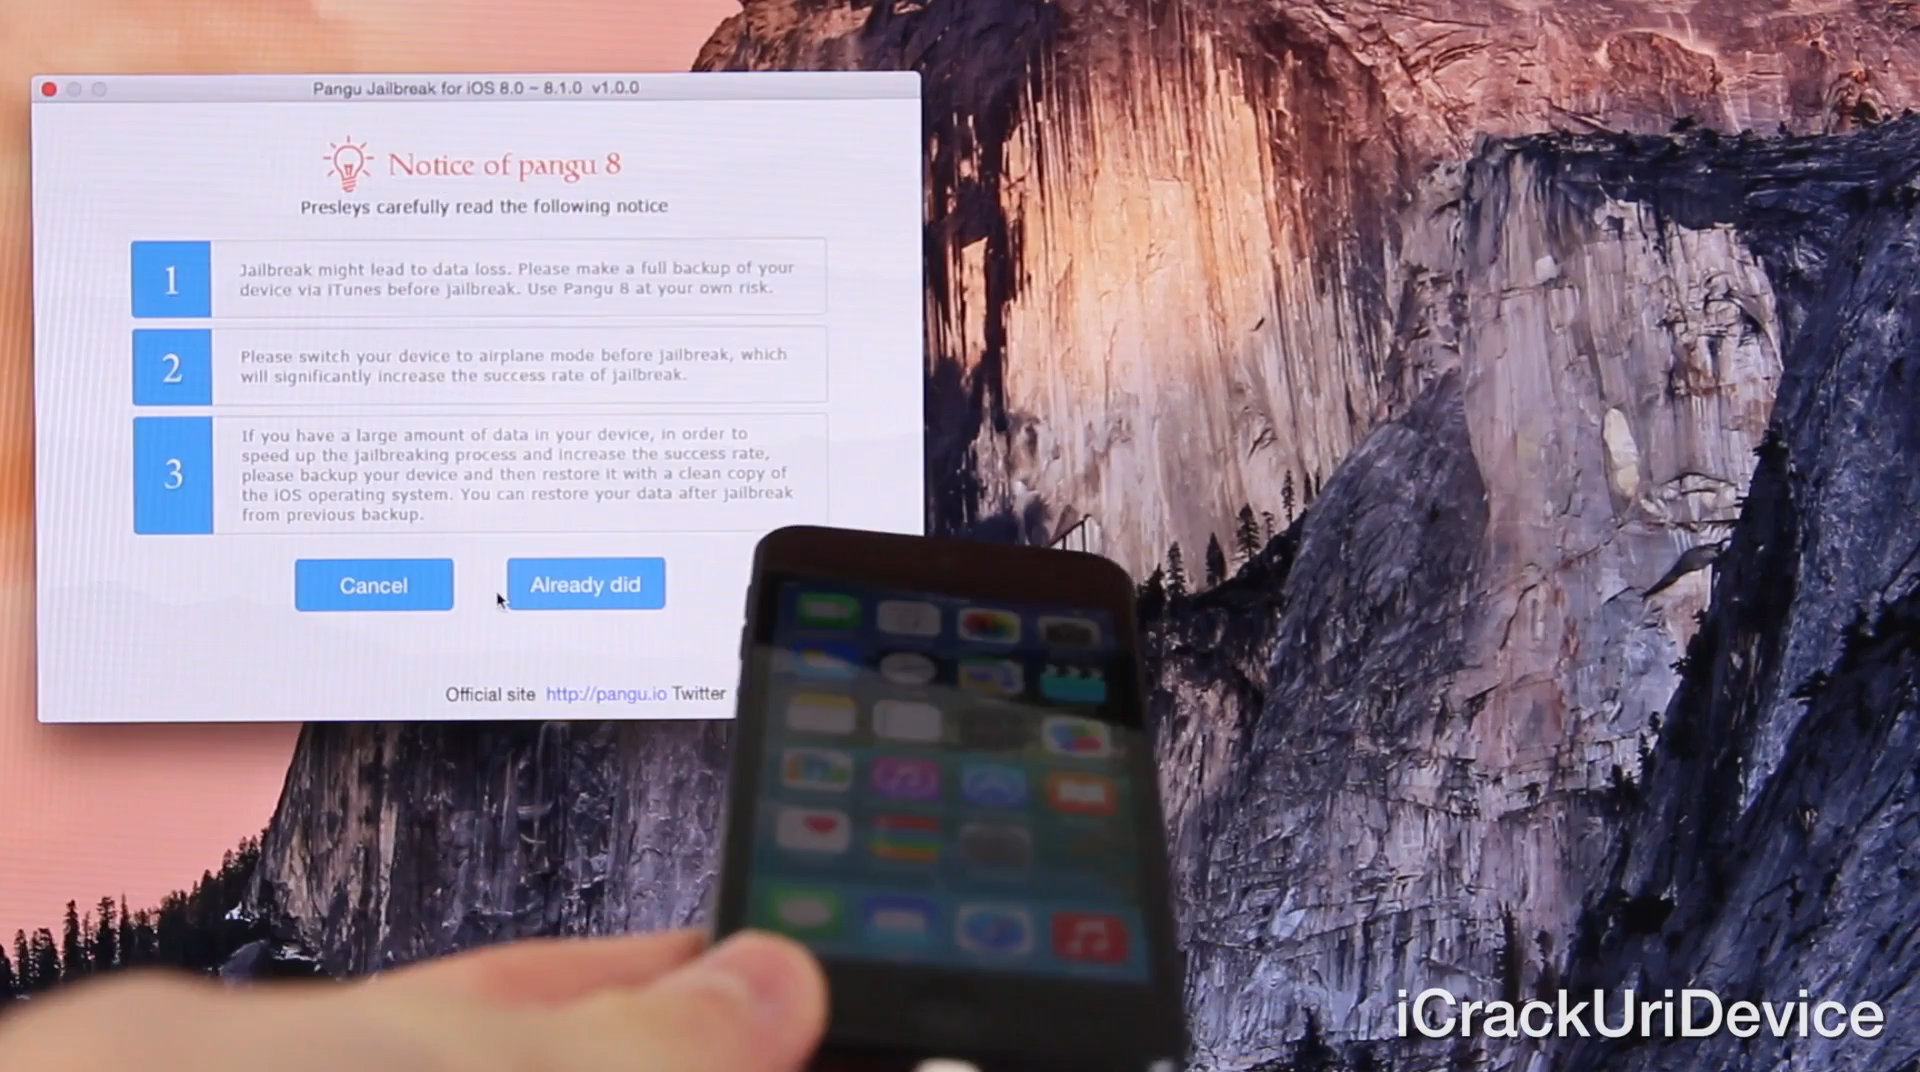 Pangu Jailbreak for iOS 8.0 ~ 8.1.0 v1.0.0
Notice of pangu 8
Presleys carefully read the following notice
1
Jailbreak might lead to data loss. Please make a full backup of your
device via iTunes before jailbreak. Use Pangu 8 at your own risk.
2
Please switch your device to airplane mode before jailbreak, which
will significantly increase the success rate of jailbreak.
3
If you have a large amount of data in your device, in order to
speed up the jailbreaking process and increase the success rate,
please backup your device and then restore it with a clean copy of
the iOS operating system. You can restore your data after jailbreak
from previous backup.
Cancel
Already did
Official site http://pangu.io Twitter
iCrackUriDevice